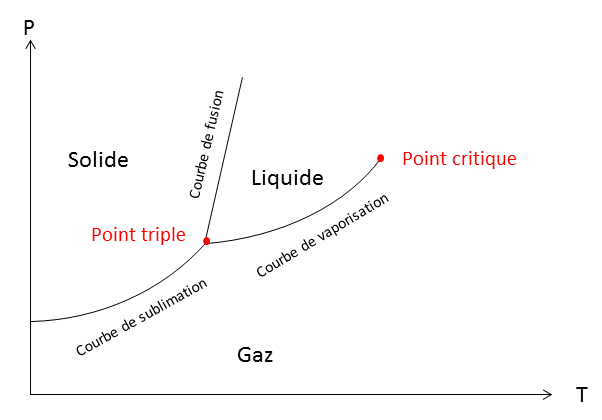 P
Courbe de fusion
Solide
Point critique
Liquide
Point triple
Courbe de vaporisation
Courbe de sublimation
Gaz
T